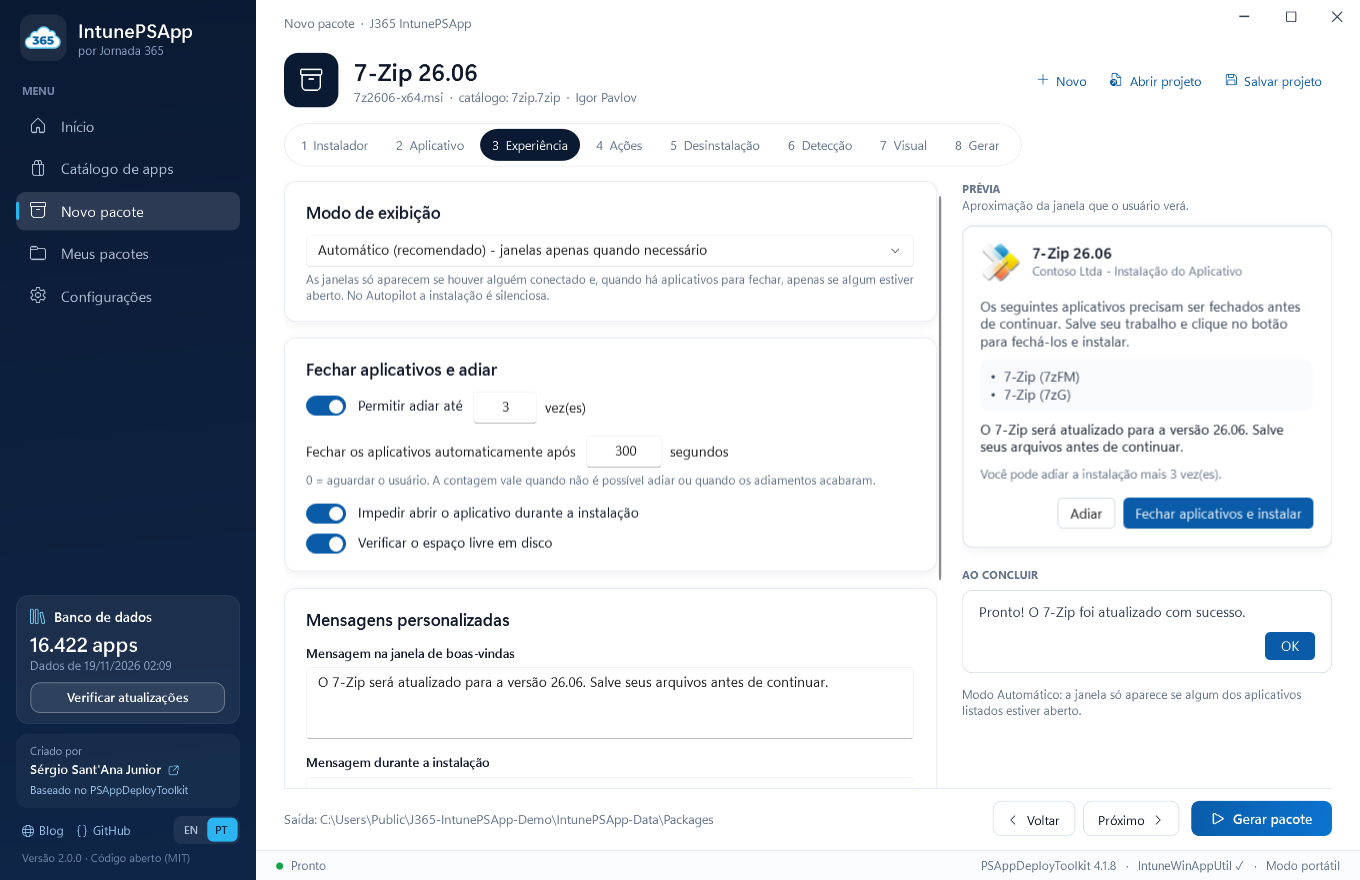 365
IntunePSApp
por Jornada 365
MENU
Início
Catálogo de apps
Novo pacote
Meus pacotes
Configurações
Banco de dados
16.422 apps
Dados de 19/11/2026 02:09
Verificar atualizações
Criado por
Sérgio Sant'Ana Junior
Baseado no PSAppDeployToolkit
Blog
{} GitHub
EN
PT
Versão 2.0.0 · Código aberto (MIT)
Novo pacote · J365 IntunePSApp
7-Zip 26.06
7z2606-x64.msi · catálogo: 7zip.7zip · Igor Pavlov
Novo
Abrir projeto
Salvar projeto
1 Instalador
2 Aplicativo
3 Experiência
4 Ações
5 Desinstalação
6 Detecção
7 Visual
8 Gerar
Modo de exibição
Automático (recomendado) - janelas apenas quando necessário
As janelas só aparecem se houver alguém conectado e, quando há aplicativos para fechar, apenas se algum estiver
aberto. No Autopilot a instalação é silenciosa.
Fechar aplicativos e adiar
Permitir adiar até 3 vez(es)
Fechar os aplicativos automaticamente após 300 segundos
0 = aguardar o usuário. A contagem vale quando não é possível adiar ou quando os adiamentos acabaram.
Impedir abrir o aplicativo durante a instalação
Verificar o espaço livre em disco
Mensagens personalizadas
Mensagem na janela de boas-vindas
O 7-Zip será atualizado para a versão 26.06. Salve seus arquivos antes de continuar.
Mensagem durante a instalação
PRÉVIA
Aproximação da janela que o usuário verá.
7-Zip 26.06
Contoso Ltda - Instalação do Aplicativo
Os seguintes aplicativos precisam ser fechados antes
de continuar. Salve seu trabalho e clique no botão
para fechá-los e instalar.
• 7-Zip (7zFM)
• 7-Zip (7zG)
O 7-Zip será atualizado para a versão 26.06. Salve
seus arquivos antes de continuar.
Você pode adiar a instalação mais 3 vez(es).
Adiar
Fechar aplicativos e instalar
AO CONCLUIR
Pronto! O 7-Zip foi atualizado com sucesso.
OK
Modo Automático: a janela só aparece se algum dos aplicativos
listados estiver aberto.
Saída: C:\Users\Public\J365-IntunePSApp-Demo\IntunePSApp-Data\Packages
Voltar
Próximo
Gerar pacote
Pronto
PSAppDeployToolkit 4.1.8 · IntuneWinAppUtil ✓ · Modo portátil